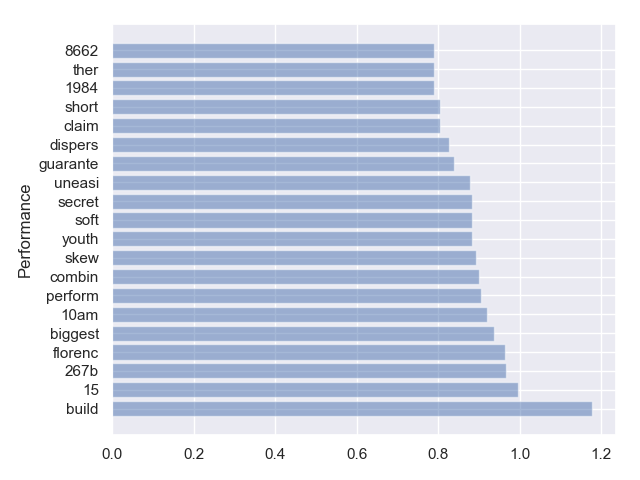 8662
ther
1984
short
claim
dispers
guarante
uneasi
secret
soft
youth
skew
combin
perform
10am
biggest
florenc
267b
15
build
Performance
0.0 0.2 0.4 0.6 0.8 1.0 1.2